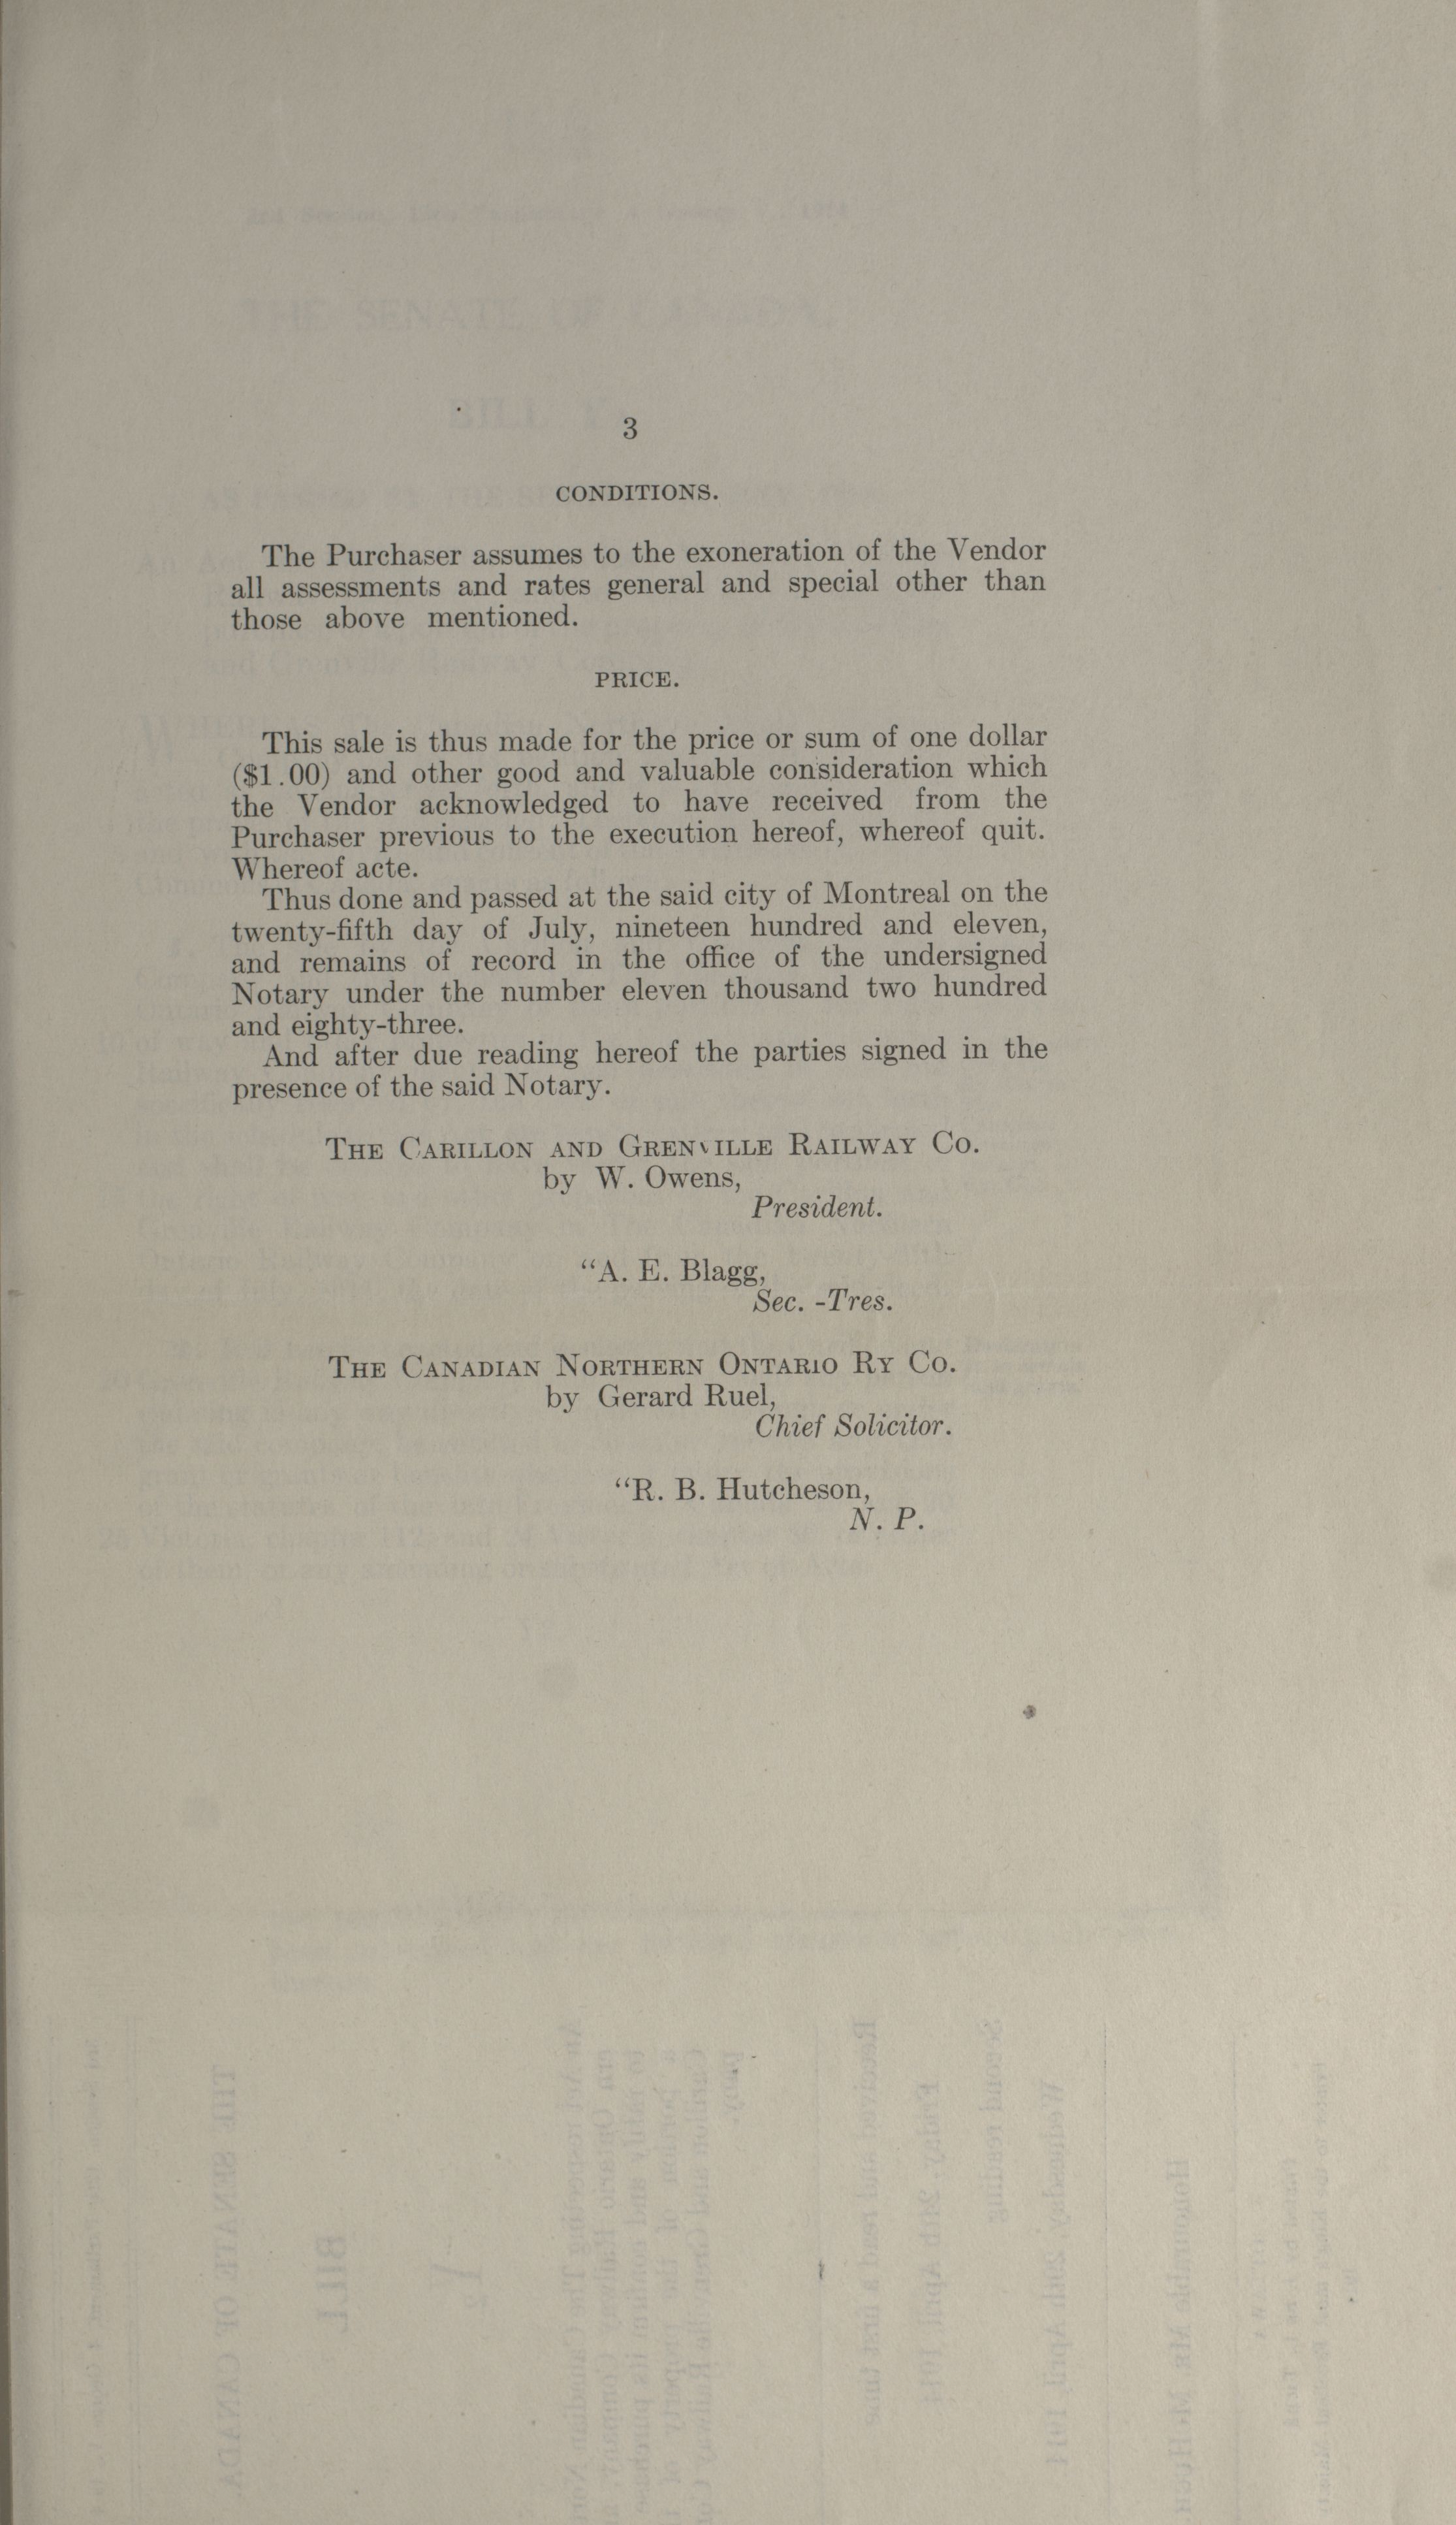 3
CONDITIONS.
The Purchaser assumes to the exoneration of the Vendor
all assessments and rates general and special other than
those above mentioned.
PRICE.
This sale is thus made for the price or sum of one dollar
($1.00) and other good and valuable consideration which
the Vendor acknowledged to have received from the
Purchaser previous to the execution hereof, whereof quit.
Whereof acte.
Thus done and passed at the said city of Montreal on the
twenty-fifth day of July, nineteen hundred and eleven,
and remains of record in the office of the undersigned
Notary under the number eleven thousand two hundred
and eighty-three.
And after due reading hereof the parties signed in the
presence of the said Notary.
THE CARILLON AND GRENVILLE RAILWAY CO.
by W. Owens,
President.
“A. E. Blagg,
Sec. -Tres.
THE CANADIAN NORTHERN ONTARIO RY CO.
by Gerard Ruel,
Chief Solicitor.
“R. B. Hutcheson,
N. P.